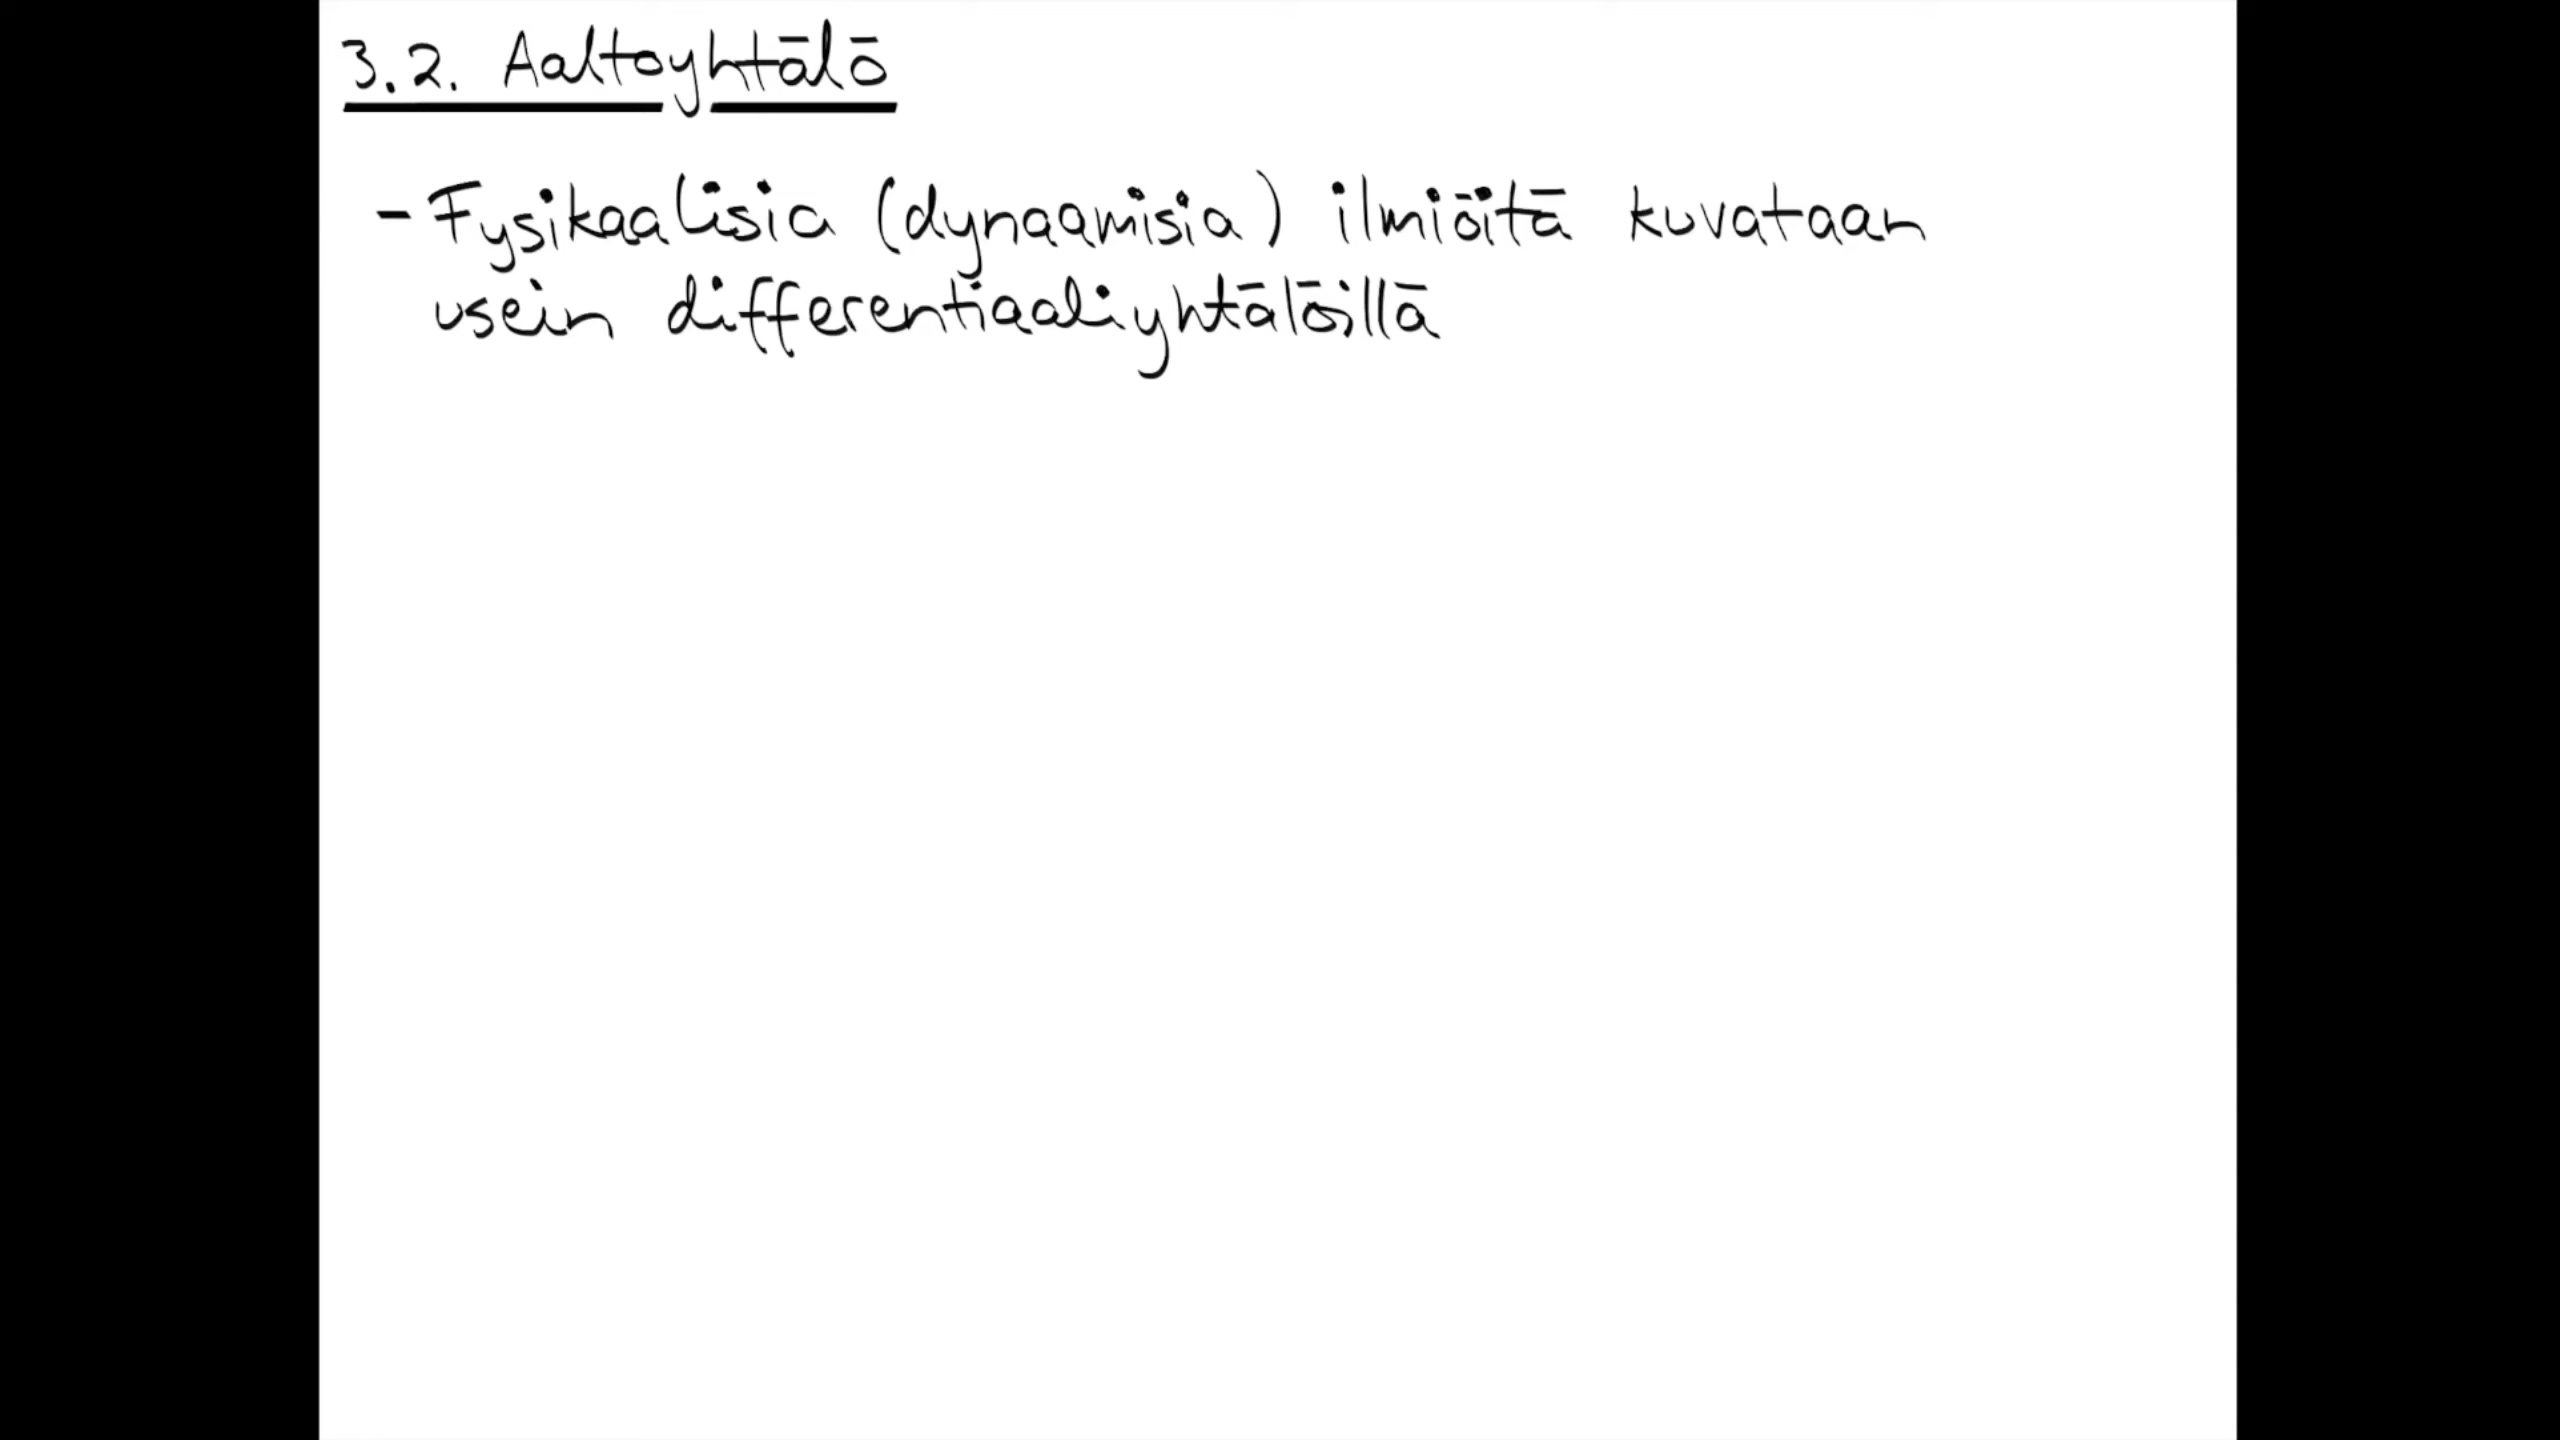 3.2. Aaltoyhtälö
- Fysikaalisia (dynaamisia) ilmiöitä kuvataan
usein differentiaaliyhtälöillä